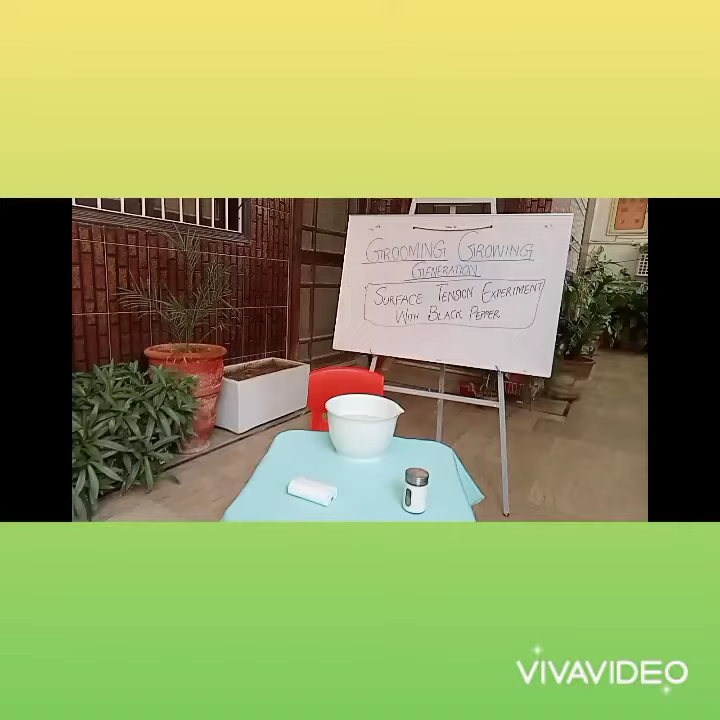 GROOMING GROWING
GENERATION
SURFACE TENSION EXPERIMENT
WITH BLACK PEPPER
VIVAVIDEO